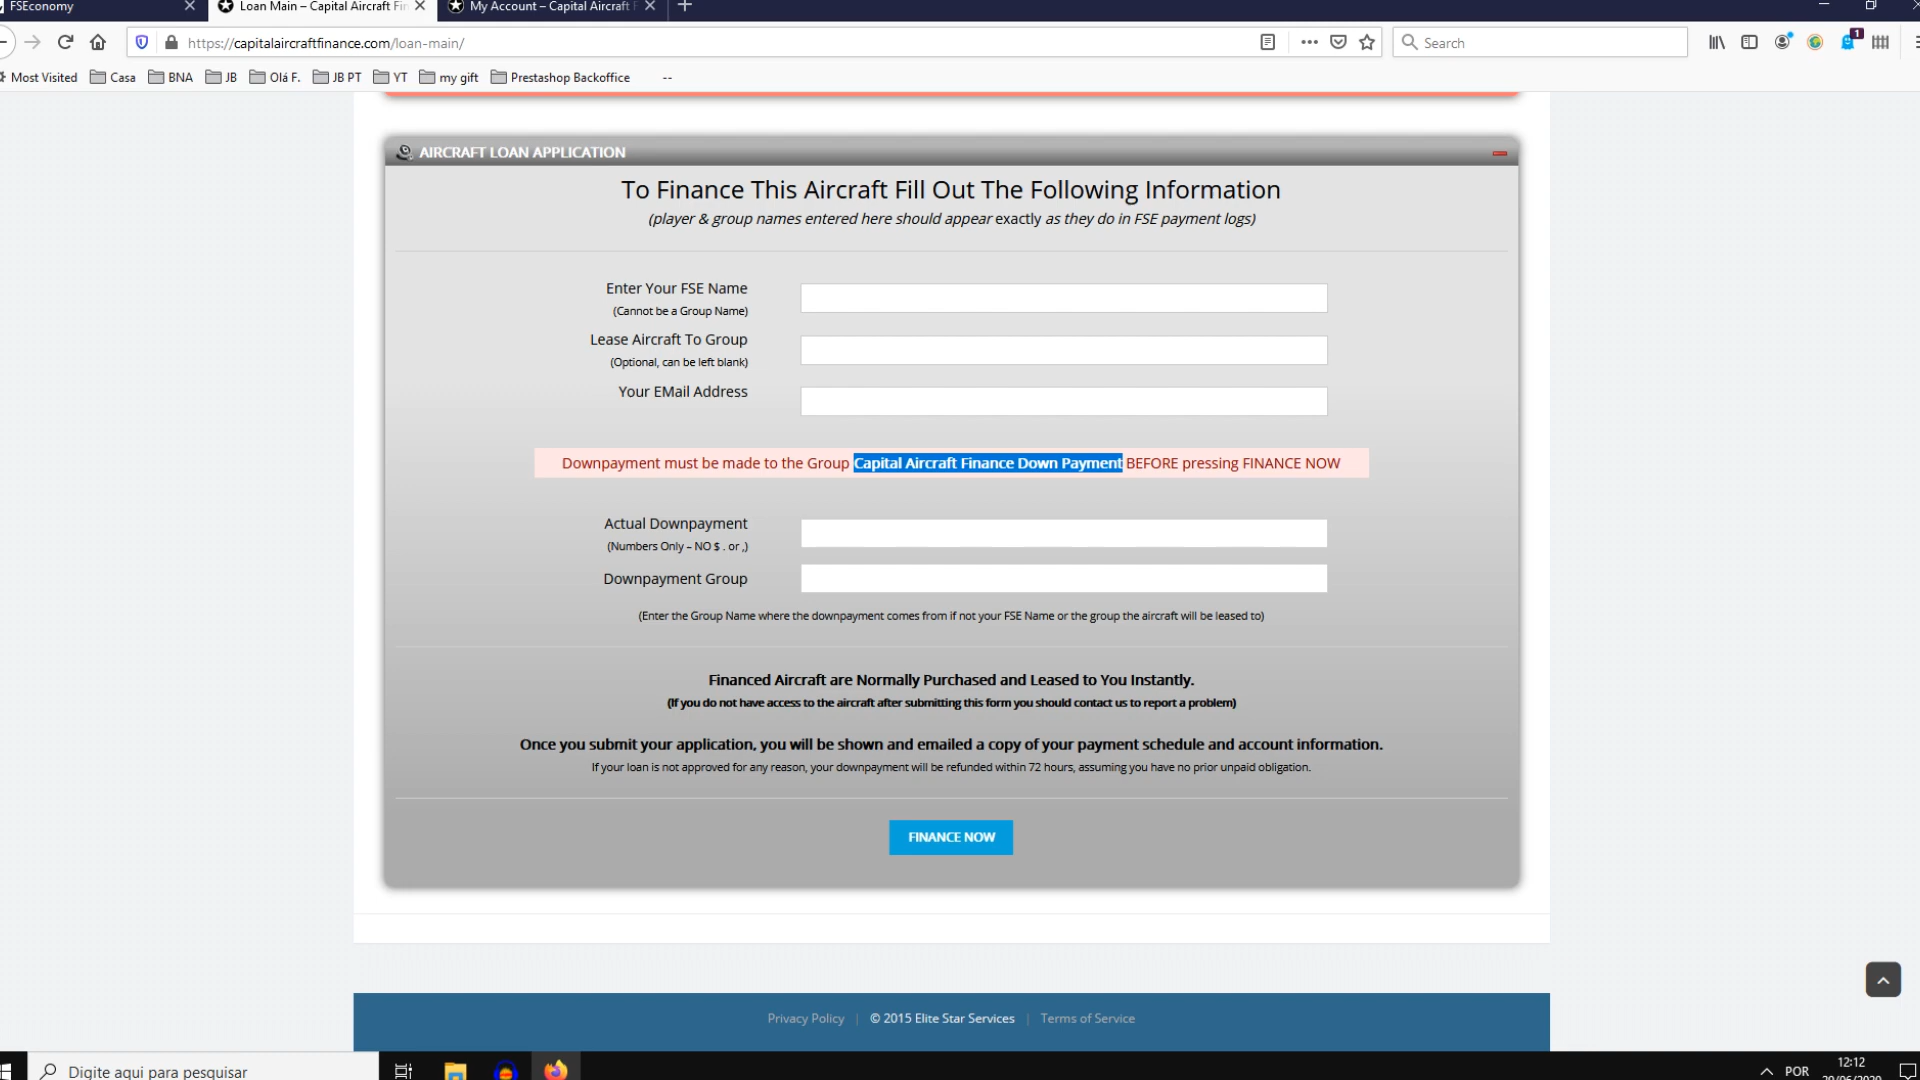 FSEconomy
Loan Main – Capital Aircraft Fin
My Account – Capital Aircraft F
https://capitalaircraftfinance.com/loan-main/
Search
1
Most Visited Casa BNA JB Olá F. JB PT YT my gift Prestashop Backoffice --
AIRCRAFT LOAN APPLICATION
To Finance This Aircraft Fill Out The Following Information
(player & group names entered here should appear exactly as they do in FSE payment logs)
Enter Your FSE Name
(Cannot be a Group Name)
Lease Aircraft To Group
(Optional, can be left blank)
Your EMail Address
Downpayment must be made to the Group Capital Aircraft Finance Down Payment BEFORE pressing FINANCE NOW
Actual Downpayment
(Numbers Only – NO $ . or ,)
Downpayment Group
(Enter the Group Name where the downpayment comes from if not your FSE Name or the group the aircraft will be leased to)
Financed Aircraft are Normally Purchased and Leased to You Instantly.
(If you do not have access to the aircraft after submitting this form you should contact us to report a problem)
Once you submit your application, you will be shown and emailed a copy of your payment schedule and account information.
If your loan is not approved for any reason, your downpayment will be refunded within 72 hours, assuming you have no prior unpaid obligation.
FINANCE NOW
Privacy Policy | © 2015 Elite Star Services | Terms of Service
Digite aqui para pesquisar
POR
12:12